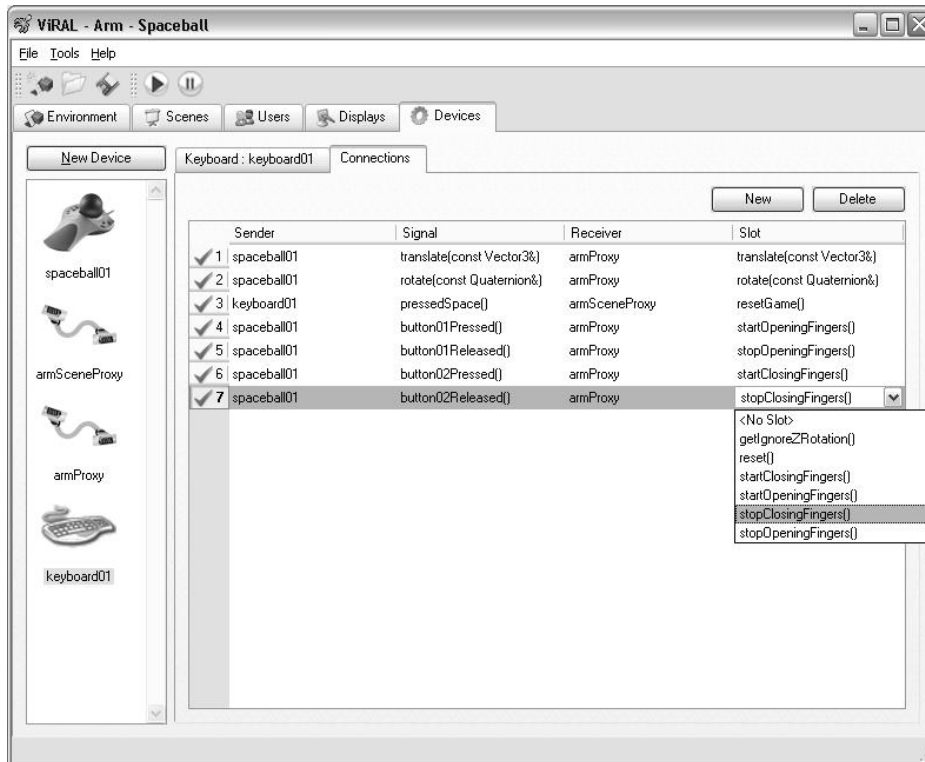 ViRAL - Arm - Spaceball
File Tools Help
Environment Scenes Users Displays Devices
New Device
Keyboard : keyboard01 Connections
New Delete
Sender Signal Receiver Slot
1 spaceball01 translate(const Vector3&) armProxy translate(const Vector3&)
2 spaceball01 rotate(const Quaternion&) armProxy rotate(const Quaternion&)
3 keyboard01 pressedSpace() armSceneProxy resetGame()
4 spaceball01 button01Pressed() armProxy startOpeningFingers()
5 spaceball01 button01Released() armProxy stopOpeningFingers()
6 spaceball01 button02Pressed() armProxy startClosingFingers()
7 spaceball01 button02Released() armProxy stopClosingFingers()
<No Slot>
getIgnoreZRotation()
reset()
startClosingFingers()
startOpeningFingers()
stopClosingFingers()
stopOpeningFingers()
spaceball01
armSceneProxy
armProxy
keyboard01